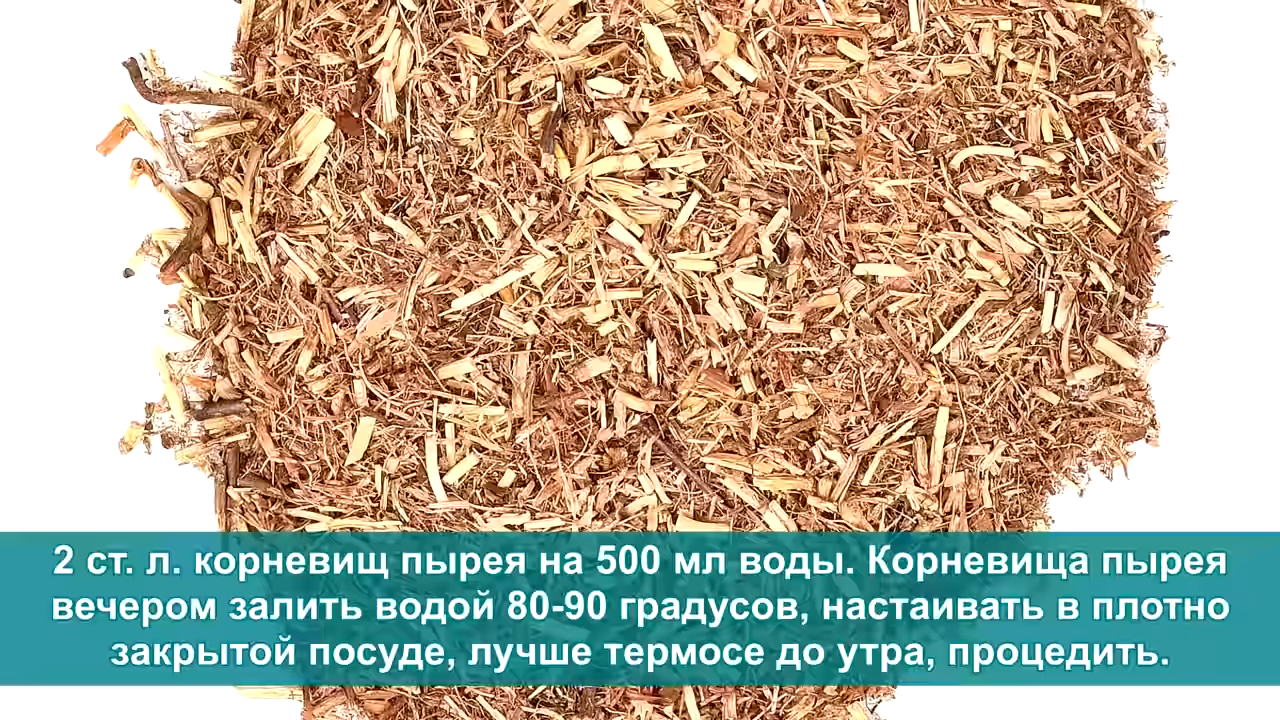 2 ст. л. корневищ пырея на 500 мл воды. Корневища пырея
вечером залить водой 80-90 градусов, настаивать в плотно
закрытой посуде, лучше термосе до утра, процедить.